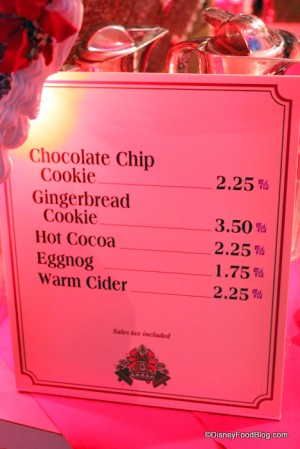 Chocolate Chip
Cookie 2.25
Gingerbread
Cookie 3.50
Hot Cocoa 2.25
Eggnog 1.75
Warm Cider 2.25
Sales tax included
©DisneyFoodBlog.com